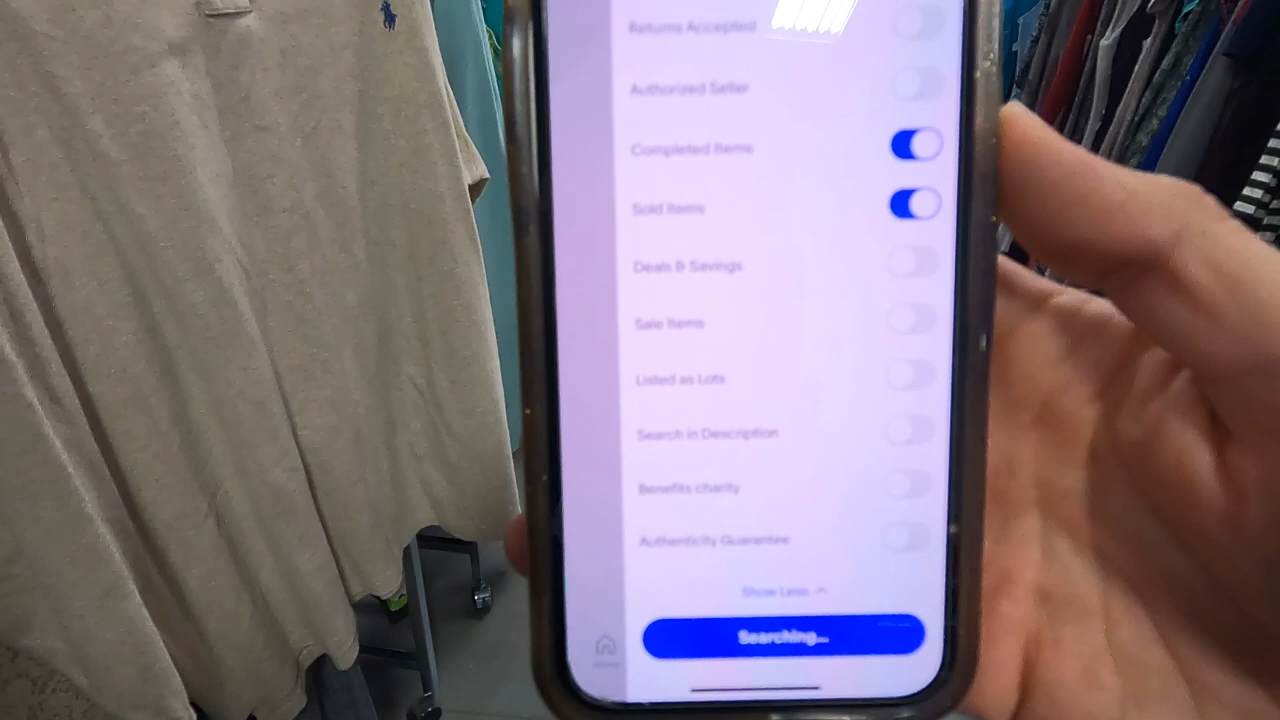 Returns Accepted
Authorized Seller
Completed Items
Sold Items
Deals & Savings
Sale Items
Listed as Lots
Search in Description
Benefits charity
Authenticity Guarantee
Show Less
Searching...